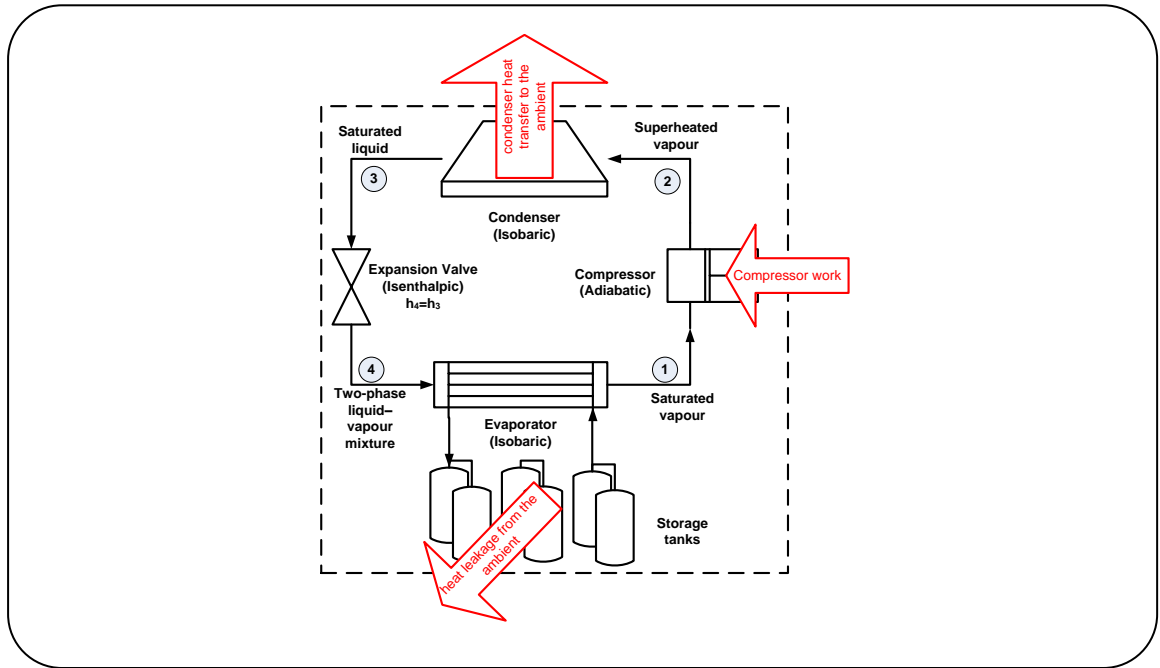 condenser heat
transfer to the
ambient
Saturated
liquid
3
Superheated
vapour
2
Condenser
(Isobaric)
Expansion Valve
(Isenthalpic)
h₄=h₃
Compressor
(Adiabatic)
Compressor work
4
Two-phase
liquid–
vapour
mixture
1
Saturated
vapour
Evaporator
(Isobaric)
heat leakage from the
ambient
Storage
tanks